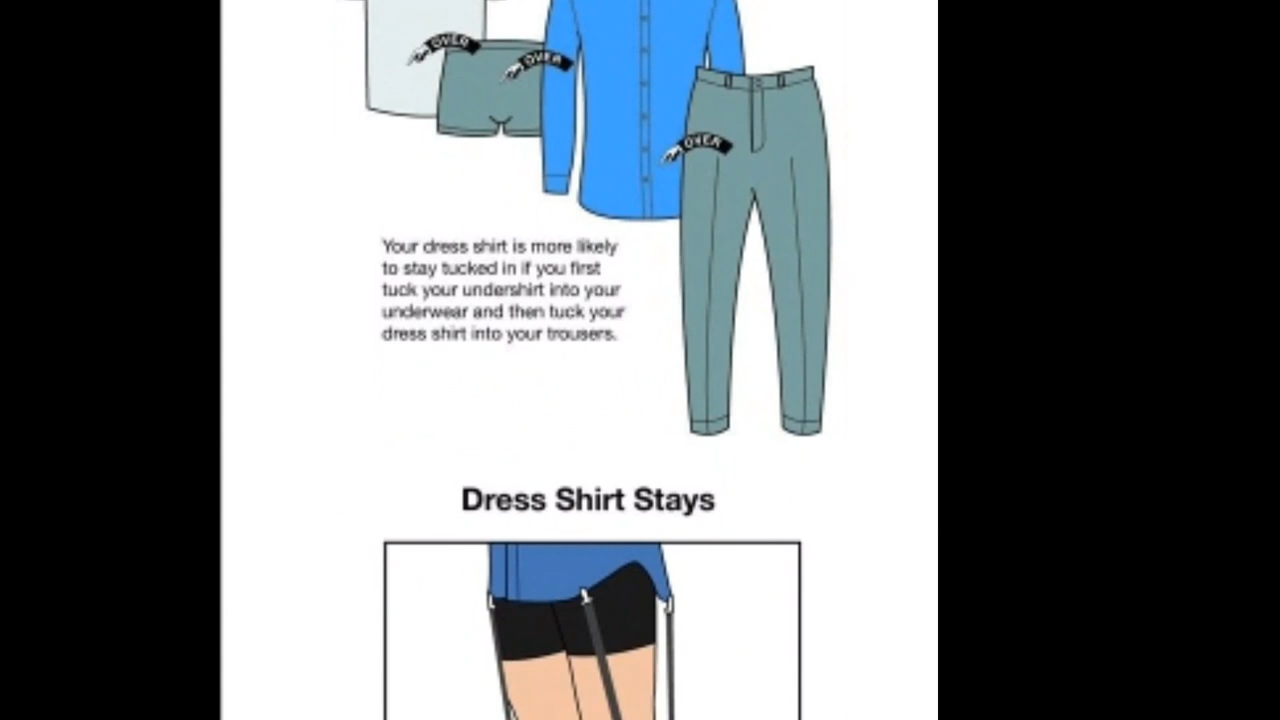 OVER
OVER
OVER
Your dress shirt is more likely
to stay tucked in if you first
tuck your undershirt into your
underwear and then tuck your
dress shirt into your trousers.
Dress Shirt Stays